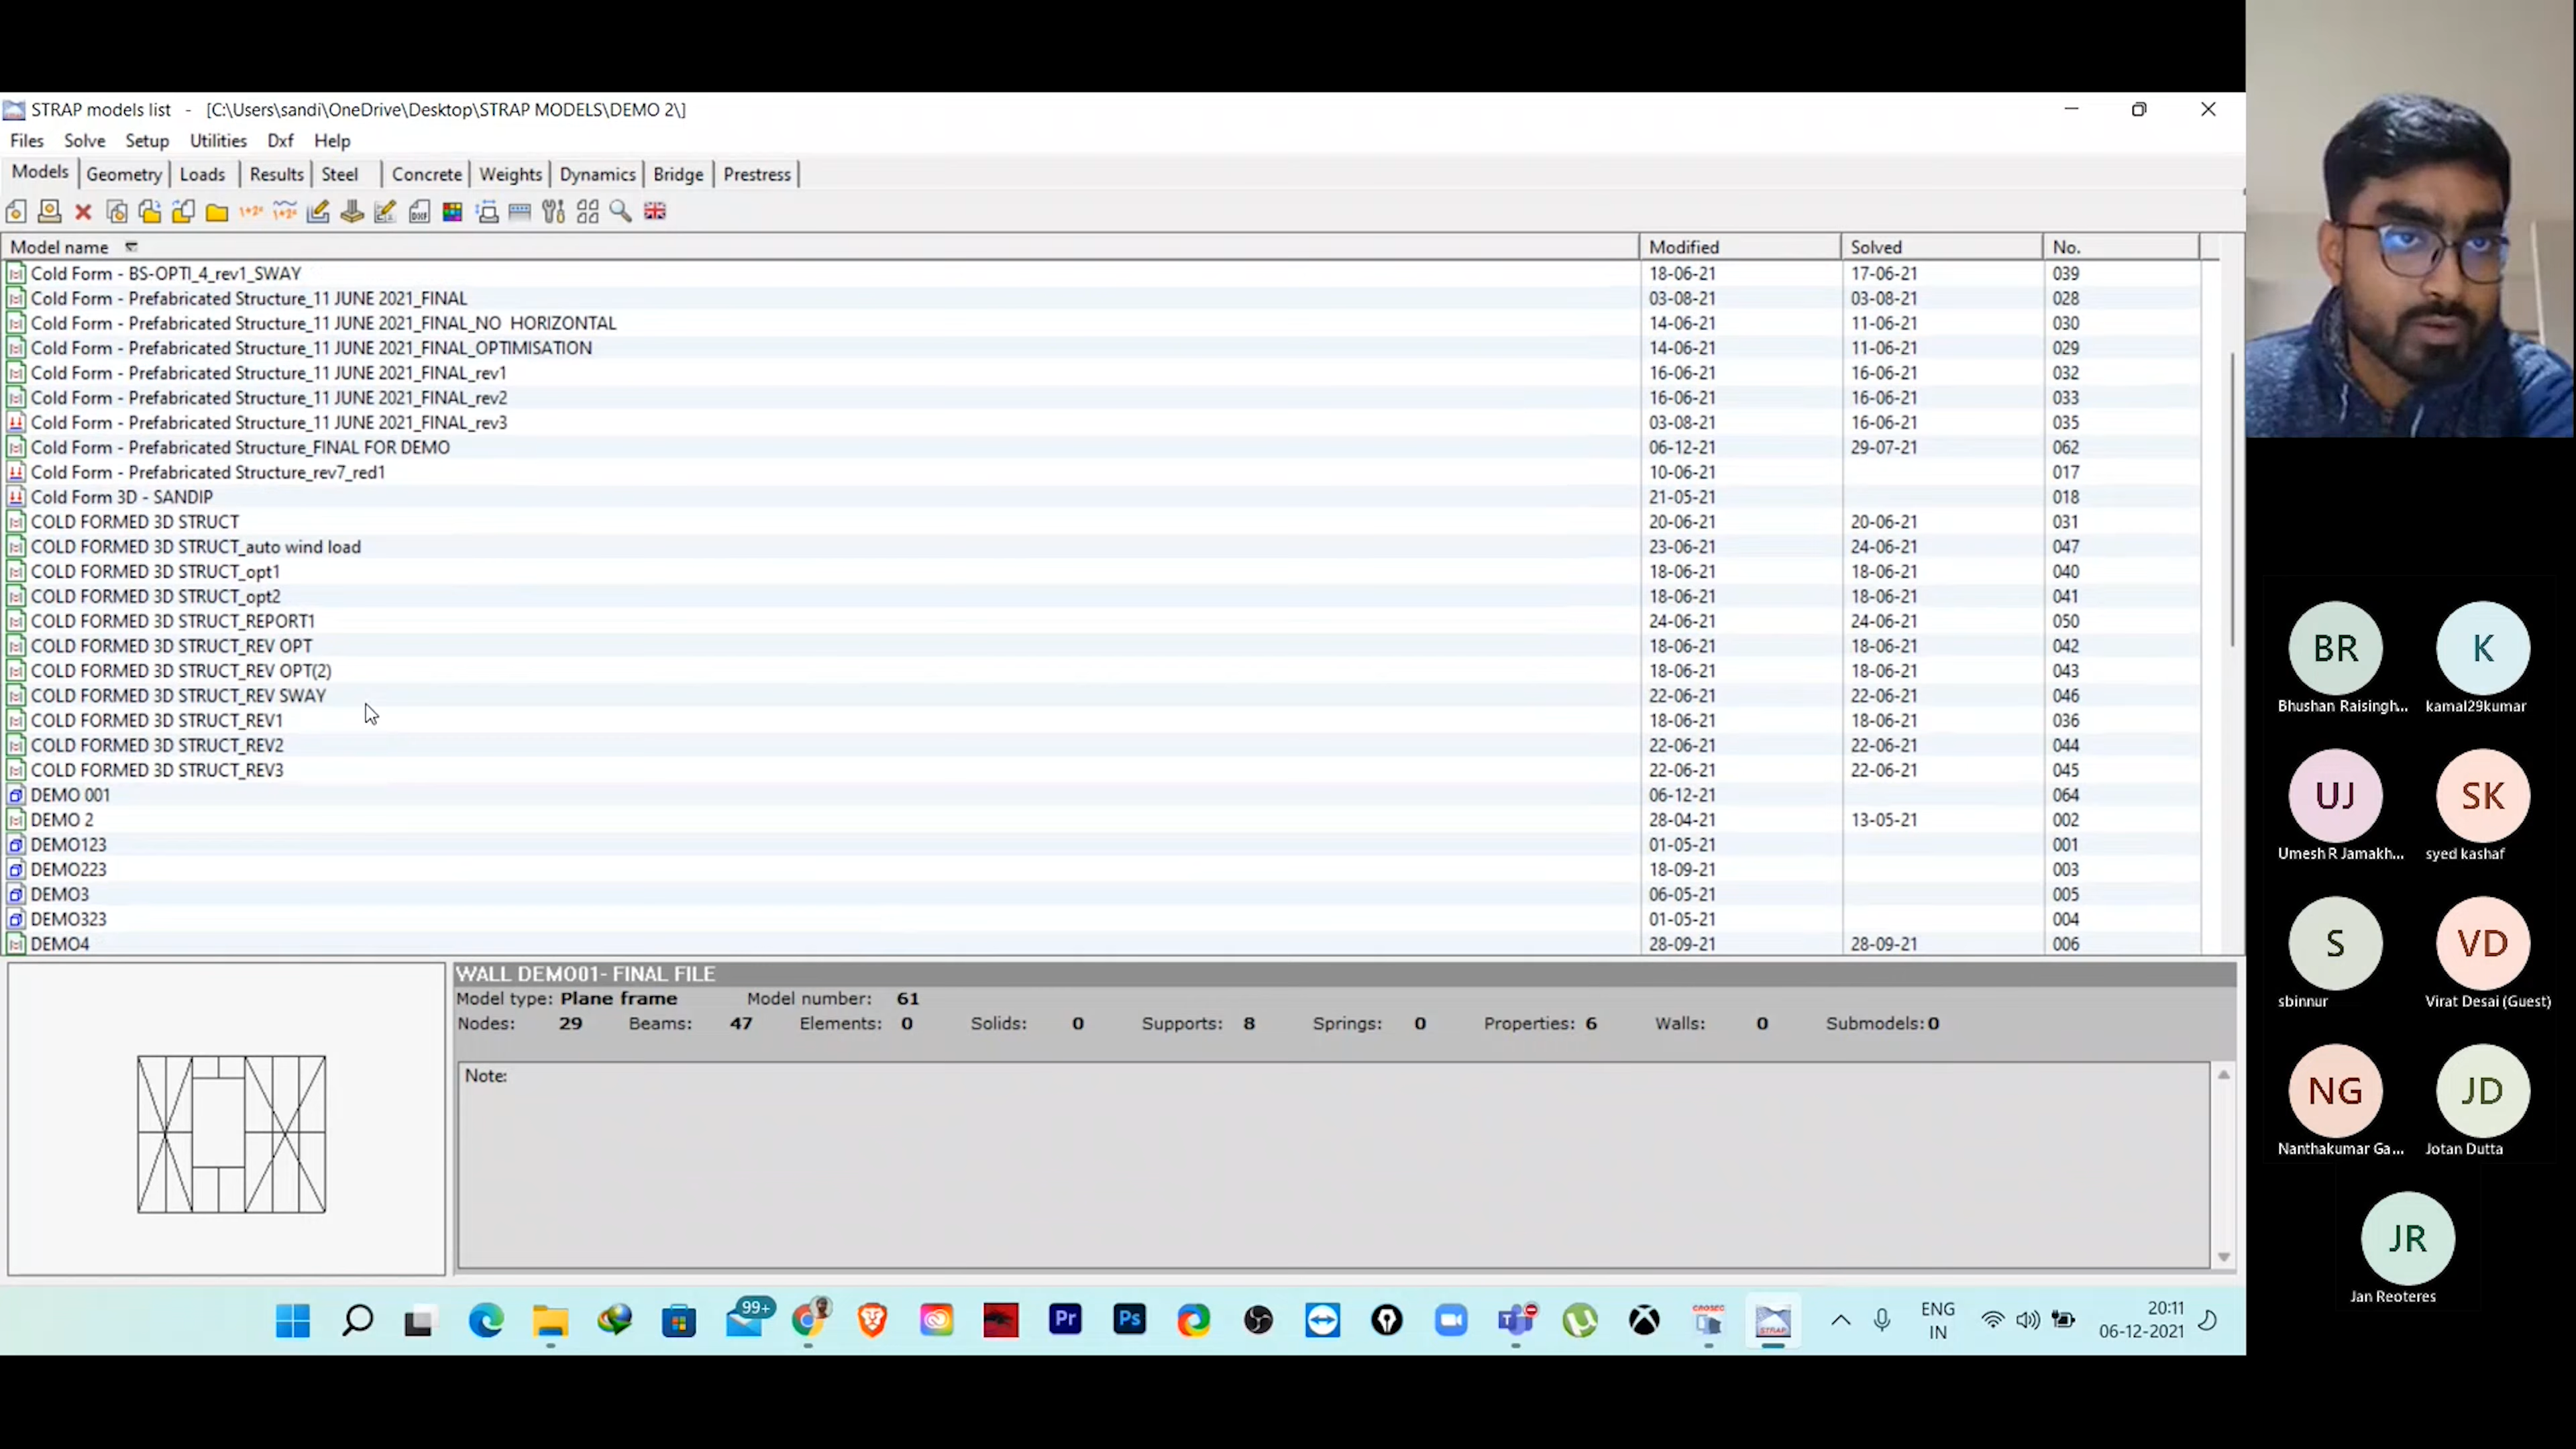 STRAP models list - [C:\Users\sandi\OneDrive\Desktop\STRAP MODELS\DEMO 2\]
Files Solve Setup Utilities Dxf Help
Models Geometry Loads Results Steel Concrete Weights Dynamics Bridge Prestress
Model name Modified Solved No.
Cold Form - BS-OPTI_4_rev1_SWAY 18-06-21 17-06-21 039
Cold Form - Prefabricated Structure_11 JUNE 2021_FINAL 03-08-21 03-08-21 028
Cold Form - Prefabricated Structure_11 JUNE 2021_FINAL_NO HORIZONTAL 14-06-21 11-06-21 030
Cold Form - Prefabricated Structure_11 JUNE 2021_FINAL_OPTIMISATION 14-06-21 11-06-21 029
Cold Form - Prefabricated Structure_11 JUNE 2021_FINAL_rev1 16-06-21 16-06-21 032
Cold Form - Prefabricated Structure_11 JUNE 2021_FINAL_rev2 16-06-21 16-06-21 033
Cold Form - Prefabricated Structure_11 JUNE 2021_FINAL_rev3 03-08-21 16-06-21 035
Cold Form - Prefabricated Structure_FINAL FOR DEMO 06-12-21 29-07-21 062
Cold Form - Prefabricated Structure_rev7_red1 10-06-21 017
Cold Form 3D - SANDIP 21-05-21 018
COLD FORMED 3D STRUCT 20-06-21 20-06-21 031
COLD FORMED 3D STRUCT_auto wind load 23-06-21 24-06-21 047
COLD FORMED 3D STRUCT_opt1 18-06-21 18-06-21 040
COLD FORMED 3D STRUCT_opt2 18-06-21 18-06-21 041
COLD FORMED 3D STRUCT_REPORT1 24-06-21 24-06-21 050
COLD FORMED 3D STRUCT_REV OPT 18-06-21 18-06-21 042
COLD FORMED 3D STRUCT_REV OPT(2) 18-06-21 18-06-21 043
COLD FORMED 3D STRUCT_REV SWAY 22-06-21 22-06-21 046
COLD FORMED 3D STRUCT_REV1 18-06-21 18-06-21 036
COLD FORMED 3D STRUCT_REV2 22-06-21 22-06-21 044
COLD FORMED 3D STRUCT_REV3 22-06-21 22-06-21 045
DEMO 001 06-12-21 064
DEMO 2 28-04-21 13-05-21 002
DEMO123 01-05-21 001
DEMO223 18-09-21 003
DEMO3 06-05-21 005
DEMO323 01-05-21 004
DEMO4 28-09-21 28-09-21 006
WALL DEMO01- FINAL FILE
Model type: Plane frame Model number: 61
Nodes: 29 Beams: 47 Elements: 0 Solids: 0 Supports: 8 Springs: 0 Properties: 6 Walls: 0 Submodels: 0
Note:
99+
Pr
Ps
CROSEC
STRAP
ENG
IN
20:11
06-12-2021
BR K
Bhushan Raisingh... kamal29kumar
UJ SK
Umesh R Jamakh... syed kashaf
S VD
sbinnur Virat Desai (Guest)
NG JD
Nanthakumar Ga... Jotan Dutta
JR
Jan Reoteres